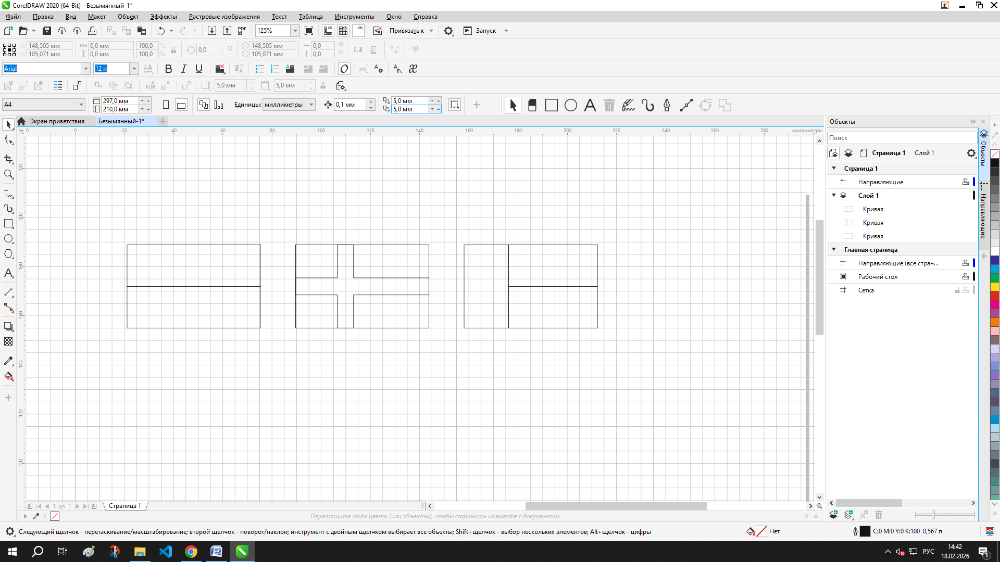 CorelDRAW 2020 (64-Bit) - Безымянный-1*
Файл Правка Вид Макет Объект Эффекты Растровые изображения Текст Таблица Инструменты Окно Справка
PDF 125% Привязать к Запуск
X: 148,505 мм 0,0 мм 100,0 % 0,0 148,505 мм 0,0
Y: 105,071 мм 0,0 мм 100,0 % 105,071 мм 0,0
Arial 12 п
5,0 мм 5,0 мм
A4 297,0 мм 210,0 мм Единицы: миллиметры 0,1 мм 5,0 мм 5,0 мм
Экран приветствия Безымянный-1*
0 20 40 60 80 100 120 140 160 180 200 220 240 260 280 миллиметры
220
200
180
160
140
120
100
Объекты
Поиск
Страница 1 Слой 1
Страница 1
Направляющие
Слой 1
Кривая
Кривая
Кривая
Главная страница
Направляющие (все стран...
Рабочий стол
Сетка
Объекты
Направляющие
1 из 1 Страница 1
Перетащите сюда цвета (или объекты), чтобы сохранить их вместе с документом
Следующий щелчок - перетаскивание/масштабирование; второй щелчок - поворот/наклон; инструмент с двойным щелчком выбирает все объекты; Shift+щелчок - выбор нескольких элементов; Alt+щелчок - цифры
Нет
C:0 M:0 Y:0 K:100 0,567 п
РУС
14:42
18.02.2026
1